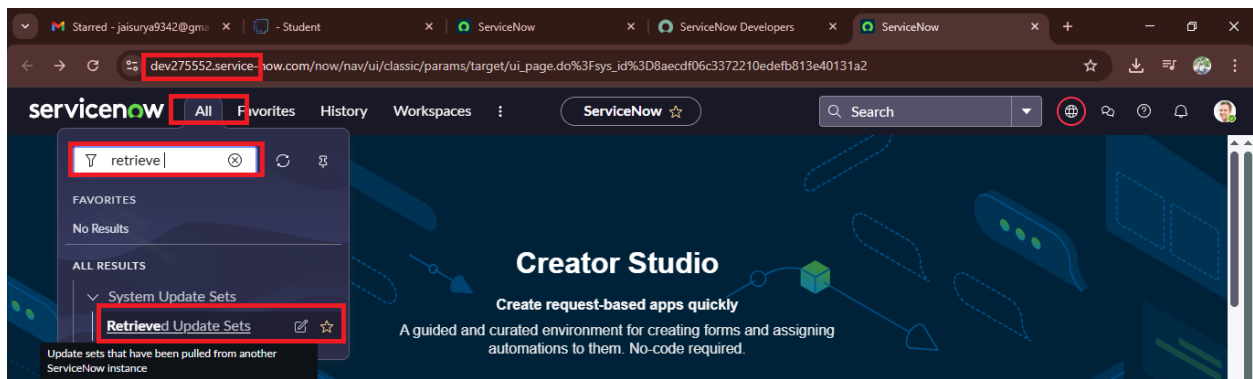 Starred - jaisurya9342@gma
- Student
ServiceNow
ServiceNow Developers
ServiceNow
dev275552.service-now.com/now/nav/ui/classic/params/target/ui_page.do%3Fsys_id%3D8aecdf06c3372210edefb813e40131a2
servicenow
All
Favorites
History
Workspaces
ServiceNow
Search
retrieve
FAVORITES
No Results
ALL RESULTS
System Update Sets
Retrieved Update Sets
Update sets that have been pulled from another
ServiceNow instance
Creator Studio
Create request-based apps quickly
A guided and curated environment for creating forms and assigning
automations to them. No-code required.